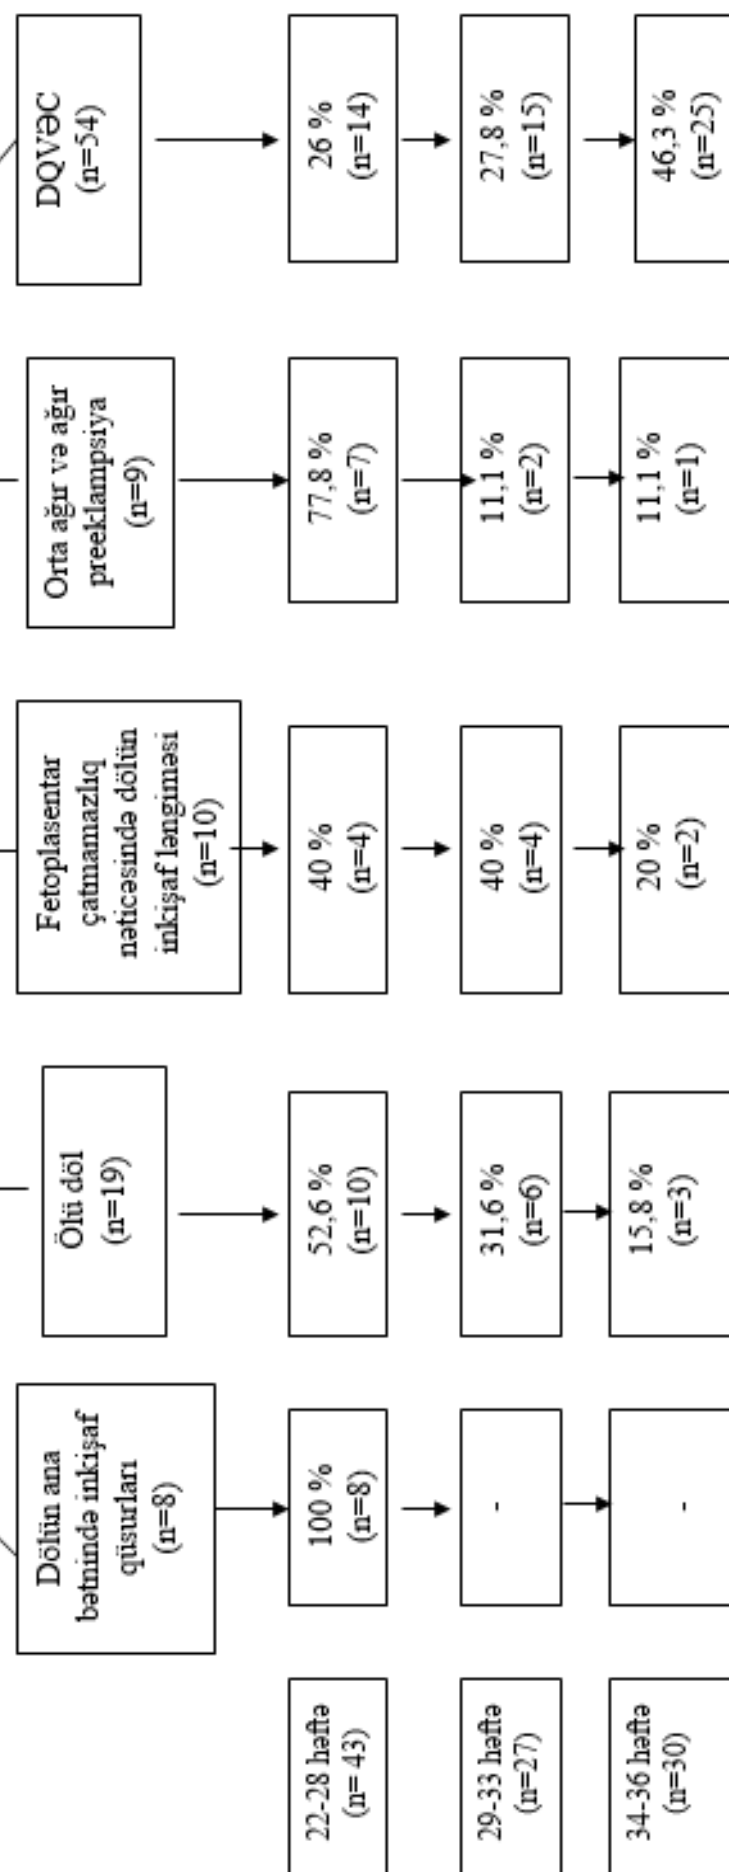 Dölün ana
bətnində inkişaf
qüsurları
(n=8)
Ölü döl
(n=19)
Fetoplasentar
çatmamazlıq
nəticəsində dölün
inkişaf ləngiməsi
(n=10)
Orta ağır və ağır
preeklampsiya
(n=9)
DQVƏC
(n=54)
22-28 həftə
(n= 43)
100 %
(n=8)
52,6 %
(n=10)
40 %
(n=4)
77,8 %
(n=7)
26 %
(n=14)
29-33 həftə
(n=27)
-
31,6 %
(n=6)
40 %
(n=4)
11,1 %
(n=2)
27,8 %
(n=15)
34-36 həftə
(n=30)
-
15,8 %
(n=3)
20 %
(n=2)
11,1 %
(n=1)
46,3 %
(n=25)